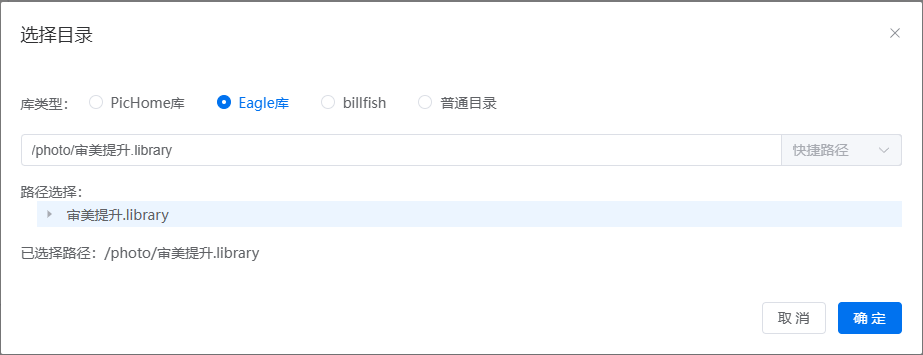 选择目录
库类型： PicHome库 Eagle库 billfish 普通目录
/photo/审美提升.library 快捷路径
路径选择：
审美提升.library
已选择路径：/photo/审美提升.library
取 消 确 定